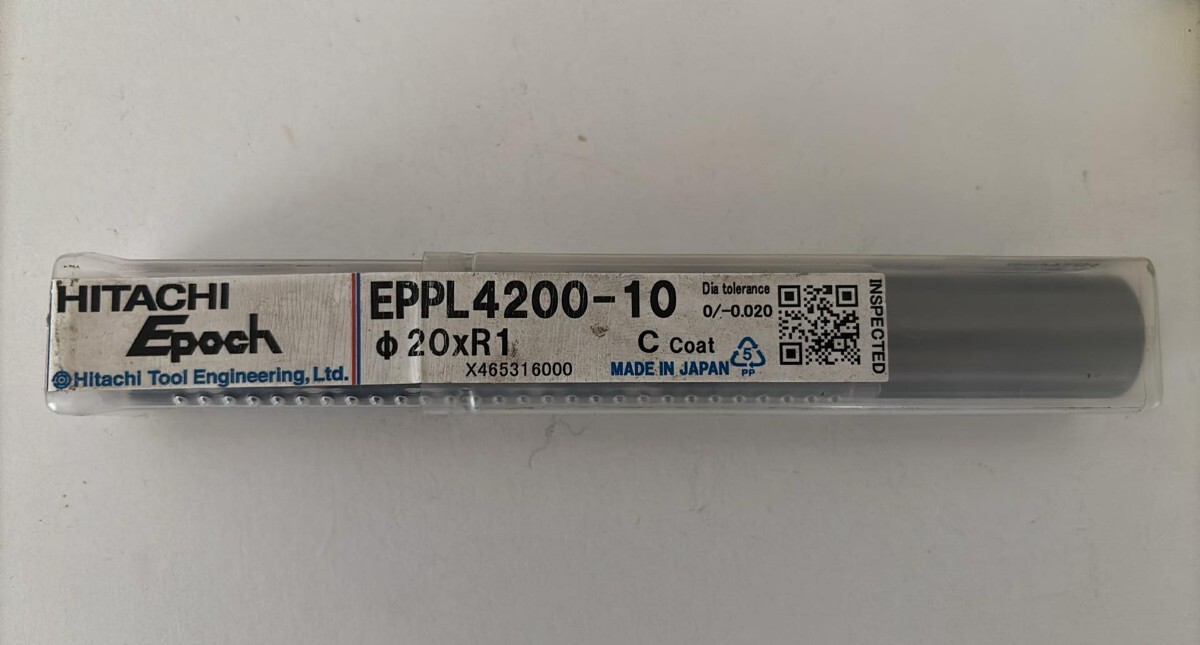 HITACHI
Epoch
Hitachi Tool Engineering, Ltd.
EPPL4200-10
φ20xR1
X465316000
Dia tolerance
0/-0.020
C Coat
MADE IN JAPAN
5
PP
INSPECTED